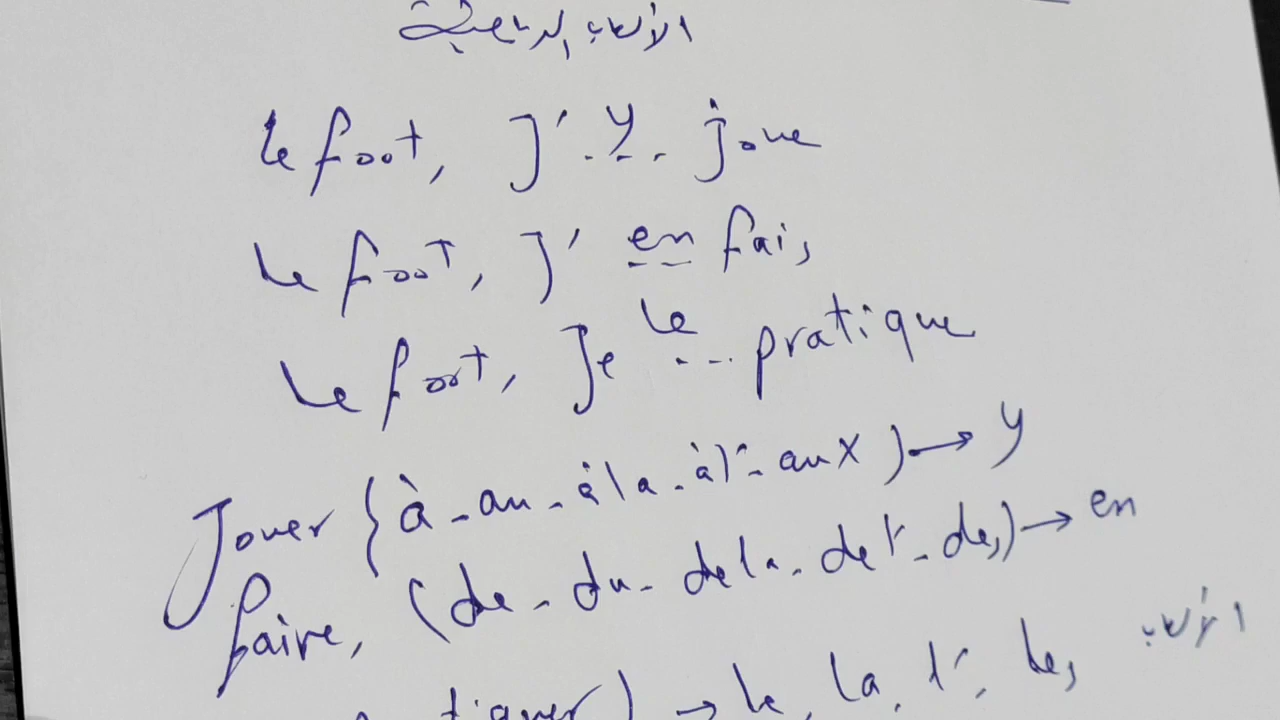 الألعاب الرياضية
le foot, J' y joue
le foot, J' en fais
le foot, Je le pratique
Jouer (à - au - à la - à l' - aux) → y
faire, (de - du - de la - de l' - des) → en
→ le, la, l', les الألعاب